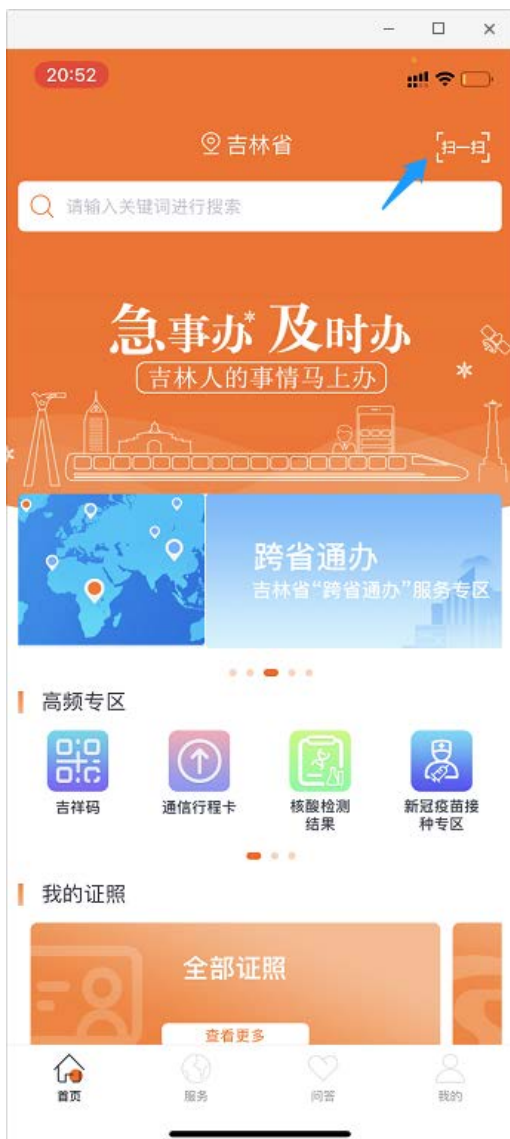 20:52
吉林省
扫一扫
请输入关键词进行搜索
急事办 及时办
吉林人的事情马上办
跨省通办
吉林省“跨省通办”服务专区
高频专区
吉祥码
通信行程卡
核酸检测
结果
新冠疫苗接
种专区
我的证照
全部证照
查看更多
首页
服务
问答
我的